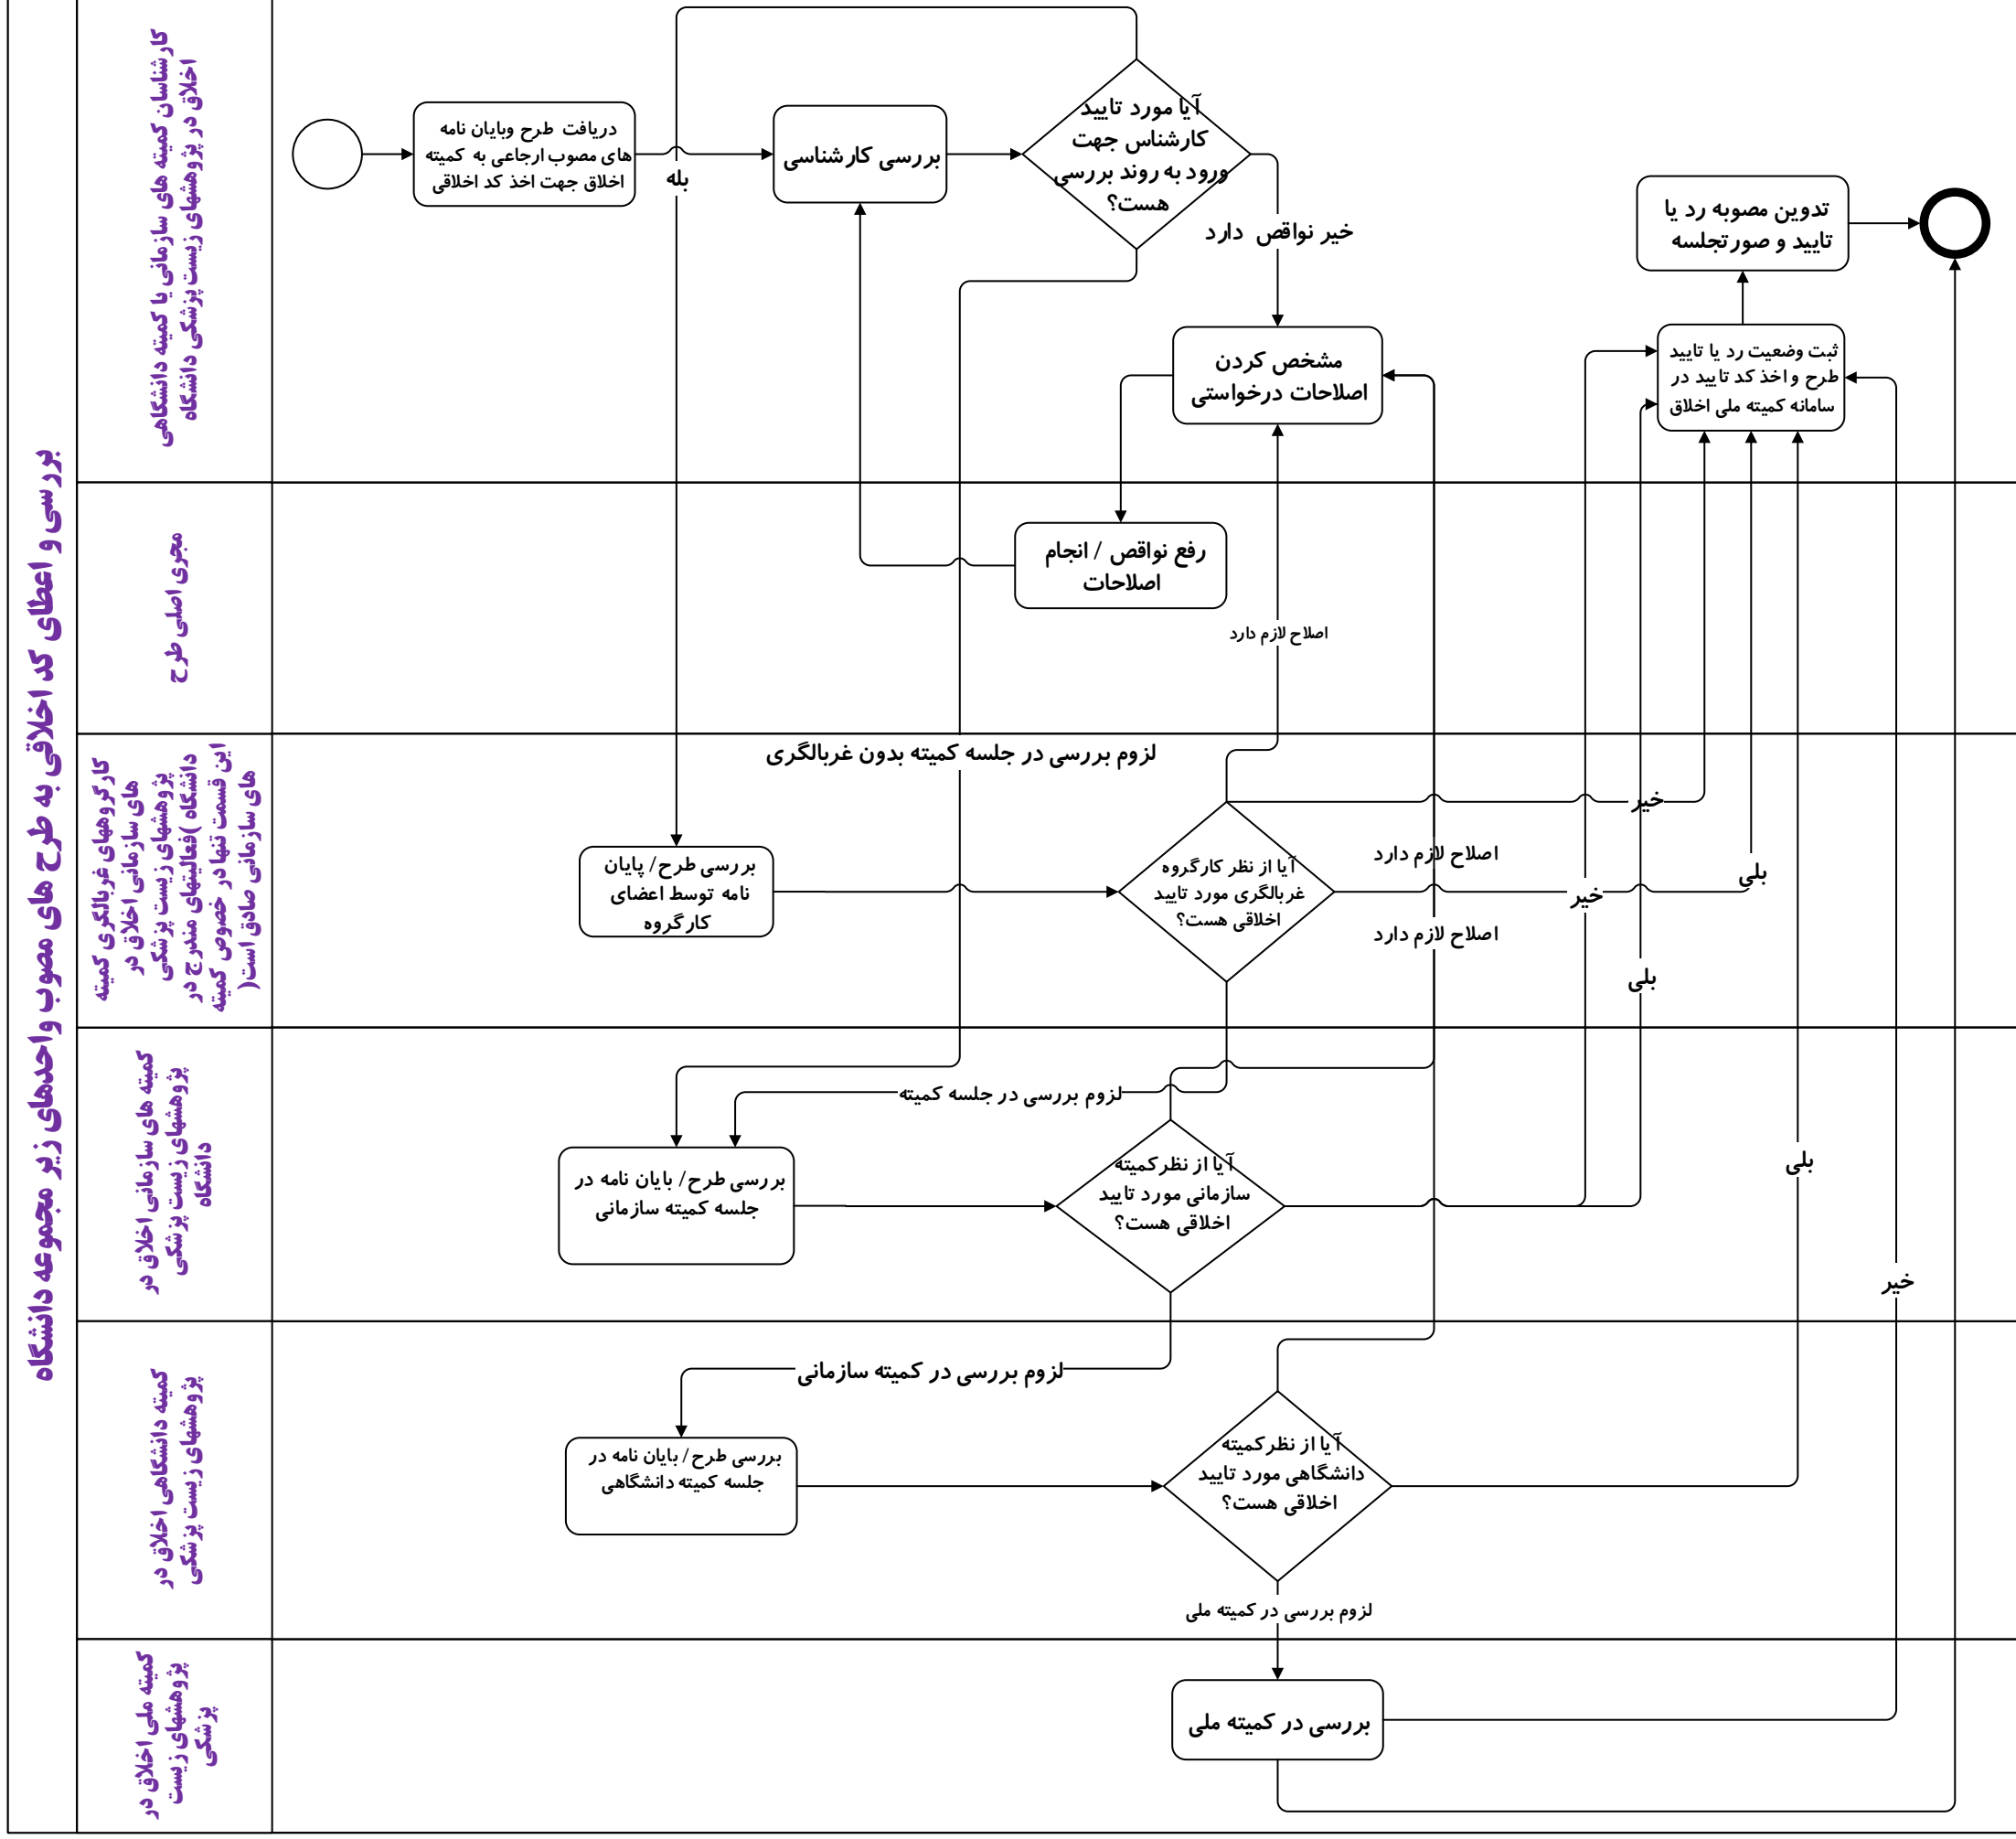 بررسی و اعطای کد اخلاقی به طرح های مصوب واحدهای زیر مجموعه دانشگاه
کارشناسان کمیته های سازمانی یا کمیته دانشگاهی
اخلاق در پژوهشهای زیست پزشکی دانشگاه
دریافت طرح وپایان نامه
های مصوب ارجاعی به کمیته
اخلاق جهت اخذ کد اخلاقی
بله
بررسی کارشناسی
آیا مورد تایید
کارشناس جهت
ورود به روند بررسی
هست؟
خیر نواقص دارد
مشخص کردن
اصلاحات درخواستی
تدوین مصوبه رد یا
تایید و صورتجلسه
ثبت وضعیت رد یا تایید
طرح و اخذ کد تایید در
سامانه کمیته ملی اخلاق
مجری اصلی طرح
رفع نواقص / انجام
اصلاحات
اصلاح لازم دارد
کارگروههای غربالگری کمیته
های سازمانی اخلاق در
پژوهشهای زیست پزشکی
دانشگاه )فعالیتهای مندرج در
این قسمت تنها در خصوص کمیته
های سازمانی صادق است(
لزوم بررسی در جلسه کمیته بدون غربالگری
بررسی طرح/ پایان
نامه توسط اعضای
کارگروه
آیا از نظر کارگروه
غربالگری مورد تایید
اخلاقی هست؟
خیر
اصلاح لازم دارد
بلی
خیر
اصلاح لازم دارد
بلی
کمیته های سازمانی اخلاق در
پژوهشهای زیست پزشکی
دانشگاه
لزوم بررسی در جلسه کمیته
بررسی طرح/ بایان نامه در
جلسه کمیته سازمانی
آیا از نظرکمیته
سازمانی مورد تایید
اخلاقی هست؟
بلی
خیر
کمیته دانشگاهی اخلاق در
پژوهشهای زیست پزشکی
لزوم بررسی در کمیته سازمانی
بررسی طرح/ بایان نامه در
جلسه کمیته دانشگاهی
آیا از نظرکمیته
دانشگاهی مورد تایید
اخلاقی هست؟
لزوم بررسی در کمیته ملی
کمیته ملی اخلاق در
پژوهشهای زیست
پزشکی
بررسی در کمیته ملی